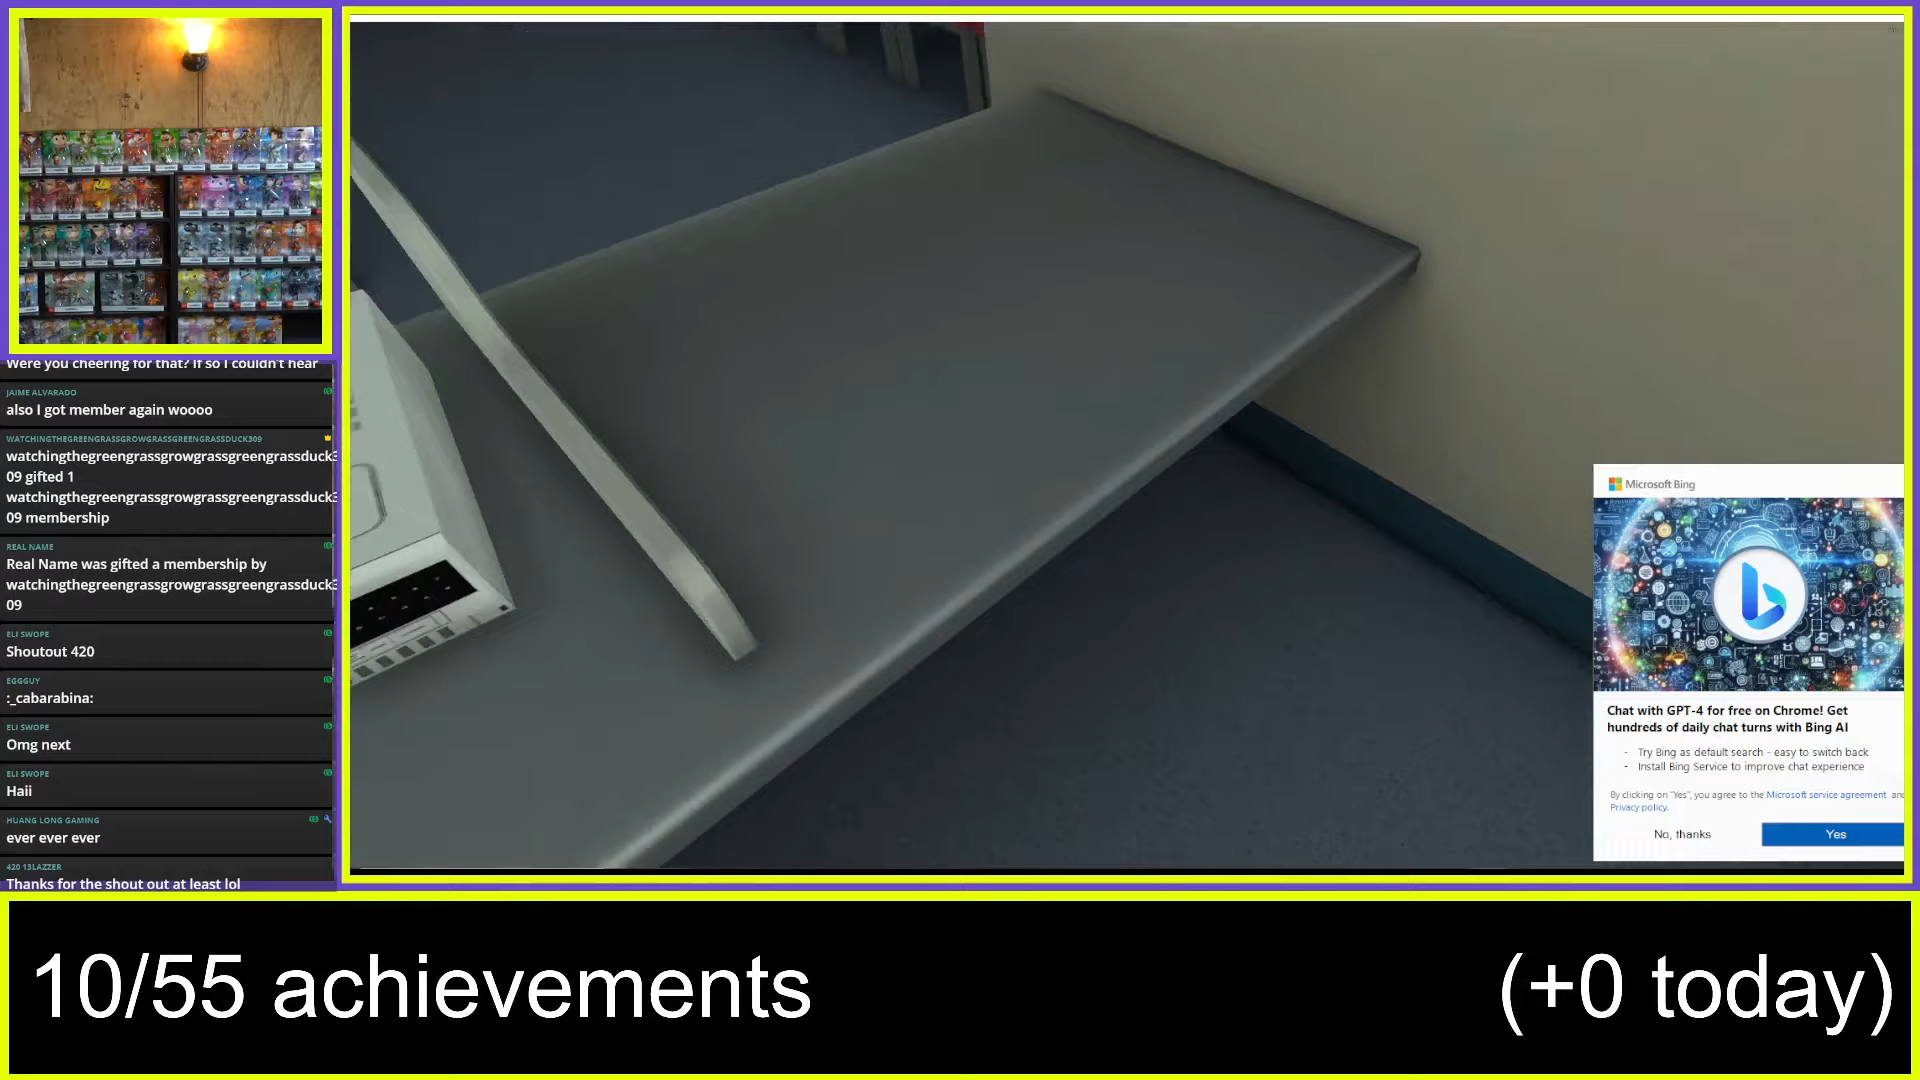 Were you cheering for that? If so I couldn't hear
JAIME ALVARADO
also I got member again woooo
WATCHINGTHEGREENGRASSGROWGRASSGREENGRASSDUCK309
watchingthegreengrassgrowgrassgreengrassduck3
09 gifted 1
watchingthegreengrassgrowgrassgreengrassduck3
09 membership
REAL NAME
Real Name was gifted a membership by
watchingthegreengrassgrowgrassgreengrassduck3
09
ELI SWOPE
Shoutout 420
EGGGUY
:_cabarabina:
ELI SWOPE
Omg next
ELI SWOPE
Haii
HUANG LONG GAMING
ever ever ever
420 13LAZZER
Thanks for the shout out at least lol
Microsoft Bing
Chat with GPT-4 for free on Chrome! Get
hundreds of daily chat turns with Bing AI
- Try Bing as default search - easy to switch back
- Install Bing Service to improve chat experience
By clicking on "Yes", you agree to the Microsoft service agreement and
Privacy policy.
No, thanks
Yes
10/55 achievements
(+0 today)